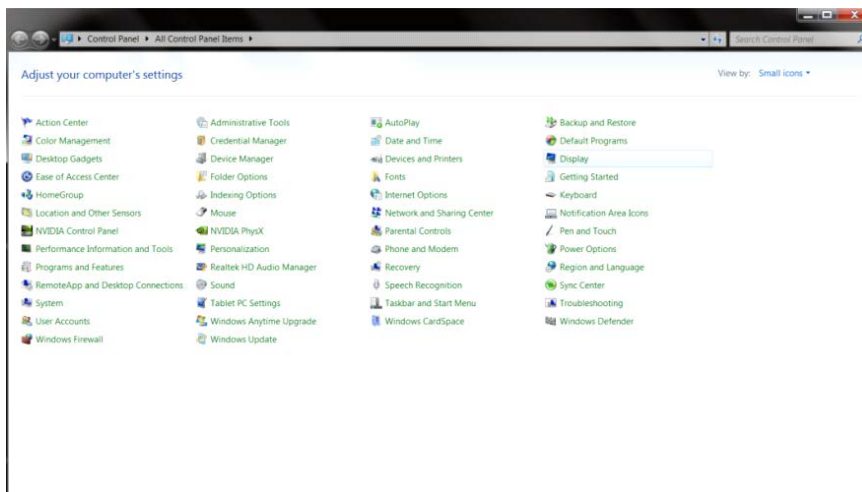 Control Panel All Control Panel Items Search Control Panel
Adjust your computer's settings View by: Small icons
Action Center Administrative Tools AutoPlay Backup and Restore
Color Management Credential Manager Date and Time Default Programs
Desktop Gadgets Device Manager Devices and Printers Display
Ease of Access Center Folder Options Fonts Getting Started
HomeGroup Indexing Options Internet Options Keyboard
Location and Other Sensors Mouse Network and Sharing Center Notification Area Icons
NVIDIA Control Panel NVIDIA PhysX Parental Controls Pen and Touch
Performance Information and Tools Personalization Phone and Modem Power Options
Programs and Features Realtek HD Audio Manager Recovery Region and Language
RemoteApp and Desktop Connections Sound Speech Recognition Sync Center
System Tablet PC Settings Taskbar and Start Menu Troubleshooting
User Accounts Windows Anytime Upgrade Windows CardSpace Windows Defender
Windows Firewall Windows Update